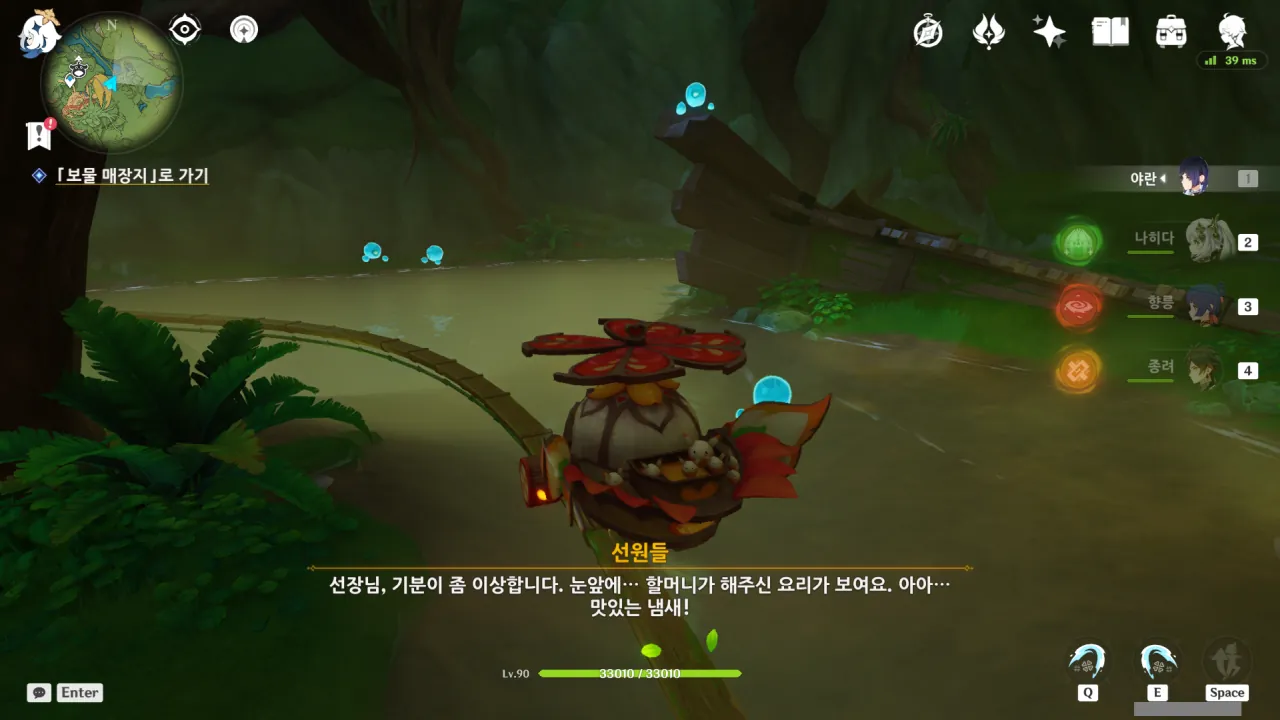 N
39 ms
「보물 매장지」로 가기
야란
1
나히다
2
향릉
3
종려
4
선원들
선장님, 기분이 좀 이상합니다. 눈앞에… 할머니가 해주신 요리가 보여요. 아아…
맛있는 냄새!
Lv.90
33010 / 33010
Enter
Q
E
Space